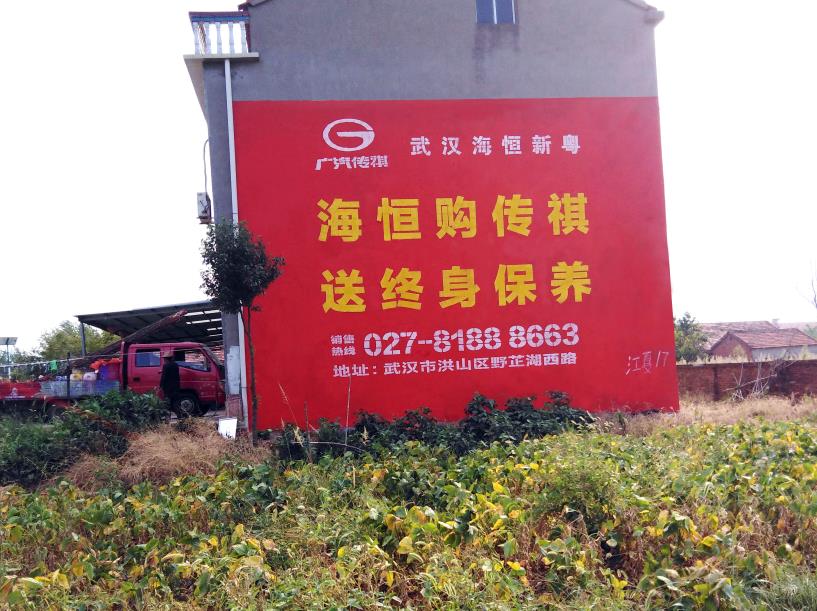 广汽传祺
武汉海恒新粤
海恒购传祺
送终身保养
销售热线 027-8188 8663
地址：武汉市洪山区野芷湖西路
江夏17